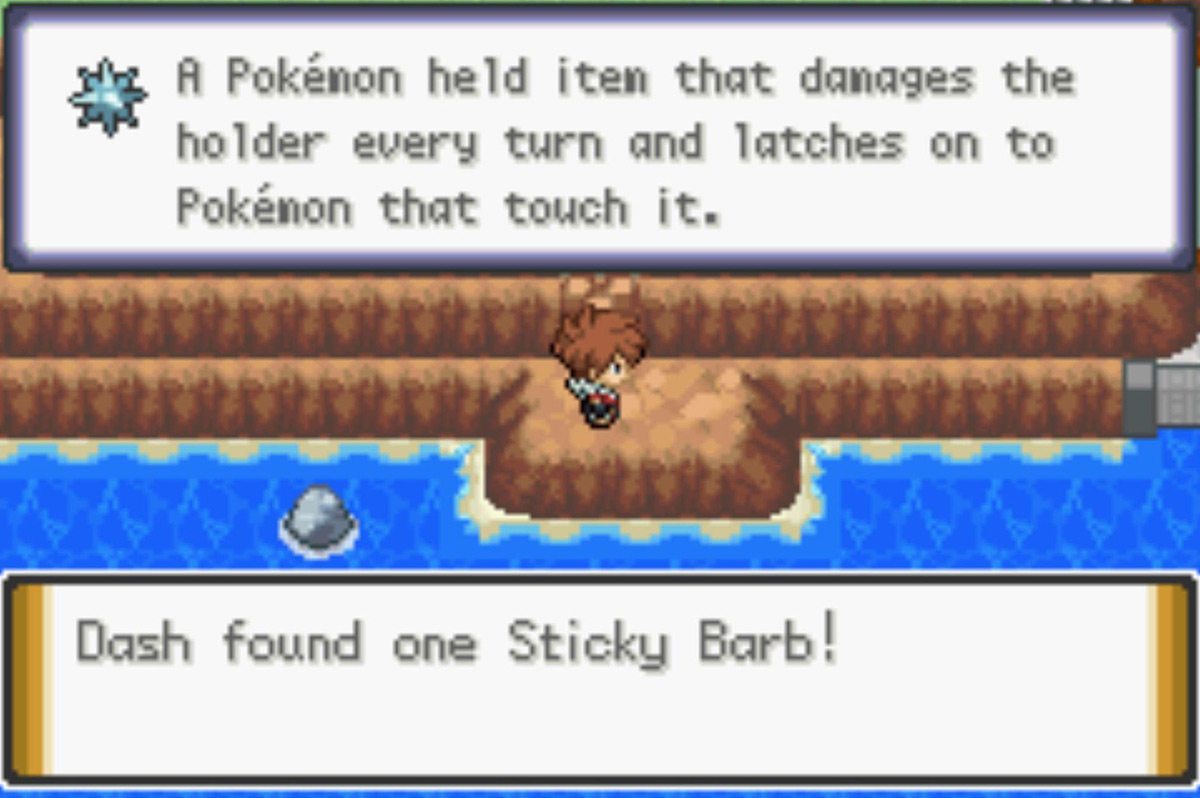 A Pokémon held item that damages the
holder every turn and latches on to
Pokémon that touch it.
Dash found one Sticky Barb!